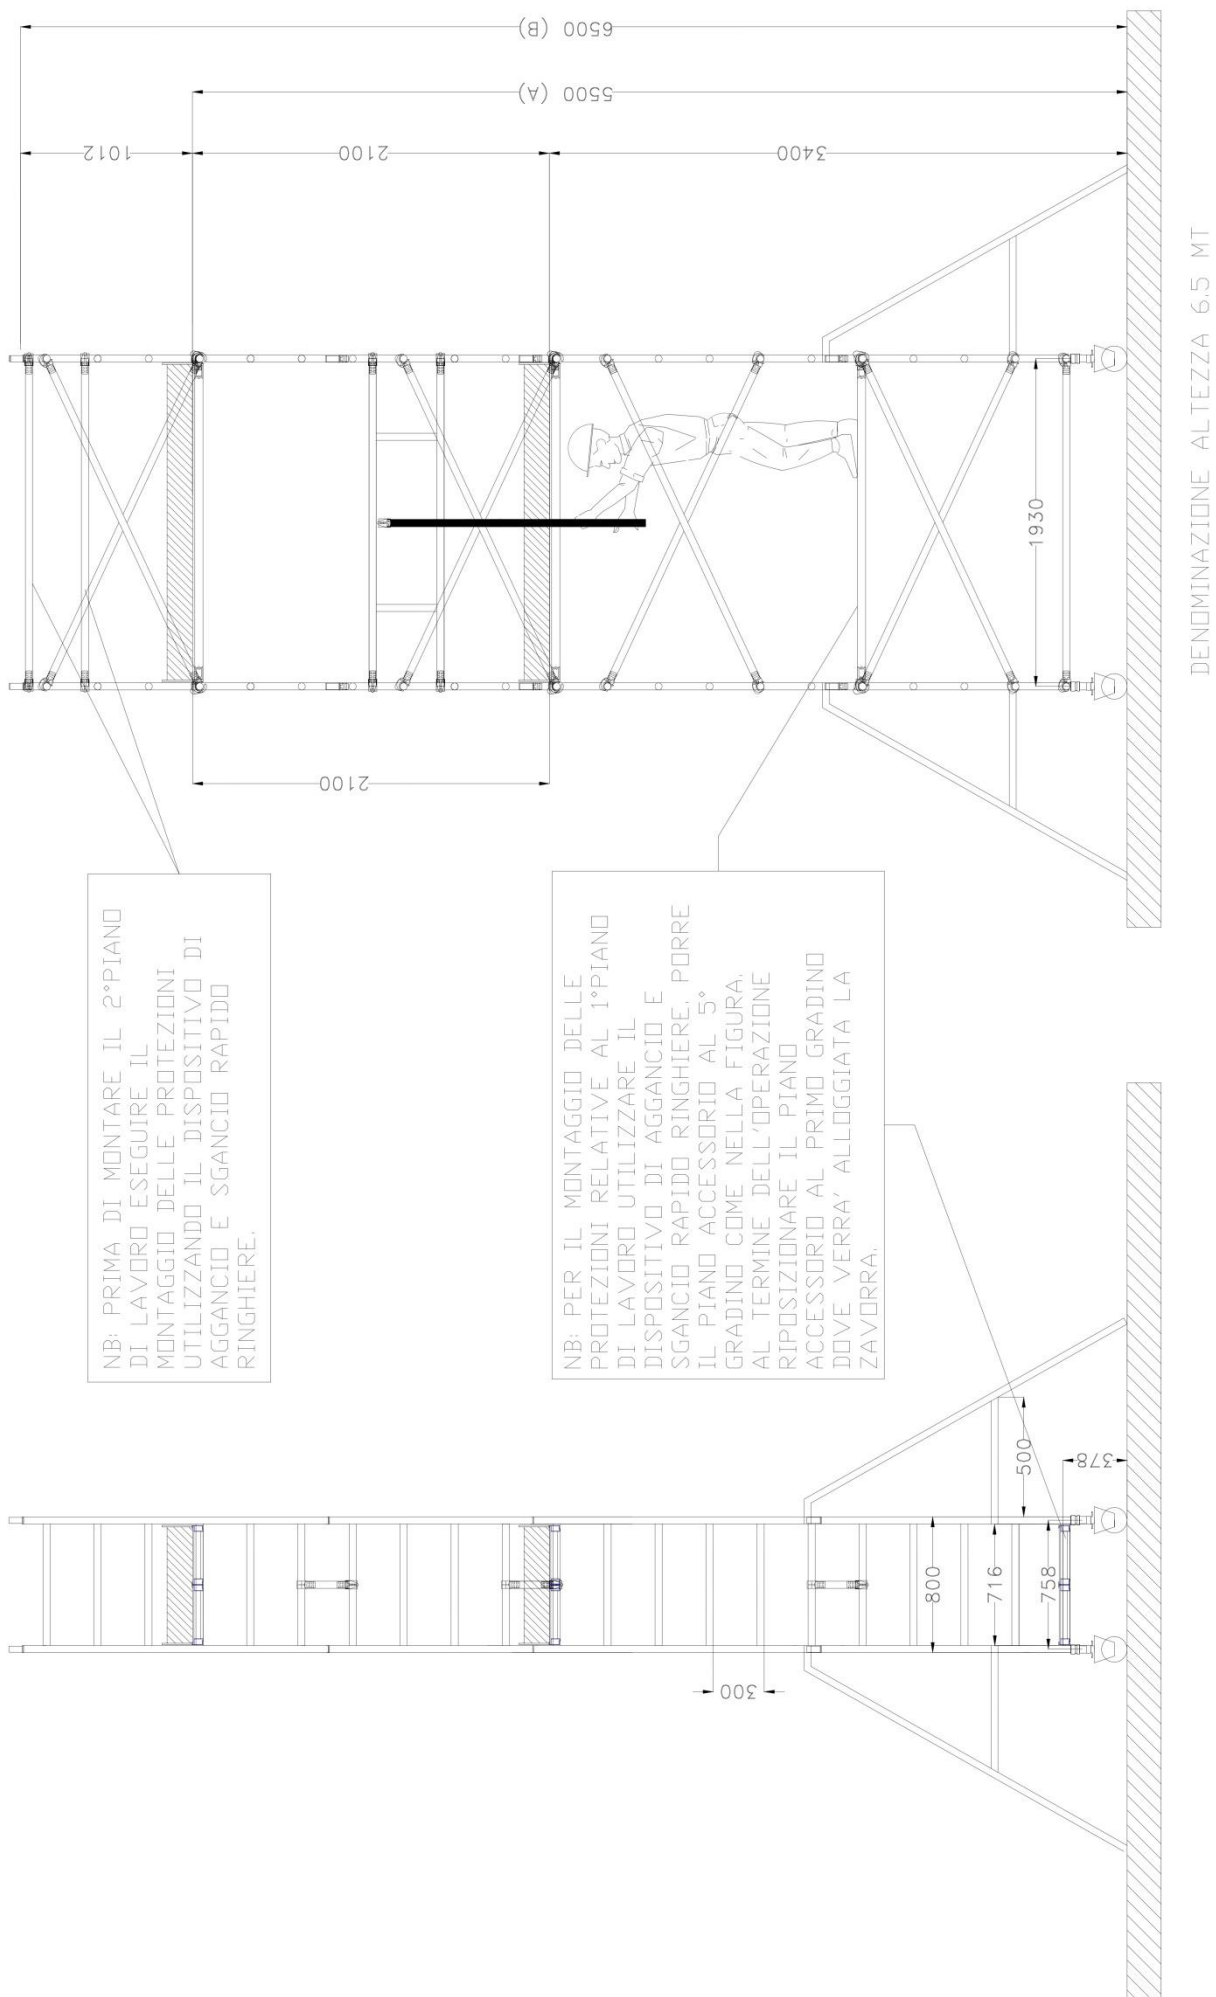 6500 (B)
5500 (A)
1012
2100
3400
2100
1930
DENOMINAZIONE ALTEZZA 6.5 MT
NB: PRIMA DI MONTARE IL 2°PIANO
DI LAVORO ESEGUIRE IL
MONTAGGIO DELLE PROTEZIONI
UTILIZZANDO IL DISPOSITIVO DI
AGGANCIO E SGANCIO RAPIDO
RINGHIERE.
NB: PER IL MONTAGGIO DELLE
PROTEZIONI RELATIVE AL 1°PIANO
DI LAVORO UTILIZZARE IL
DISPOSITIVO DI AGGANCIO E
SGANCIO RAPIDO RINGHIERE, PORRE
IL PIANO ACCESSORIO AL 5°
GRADINO COME NELLA FIGURA.
AL TERMINE DELL'OPERAZIONE
RIPOSIZIONARE IL PIANO
ACCESSORIO AL PRIMO GRADINO
DOVE VERRA' ALLOGGIATA LA
ZAVORRA.
500
378
800
716
758
300